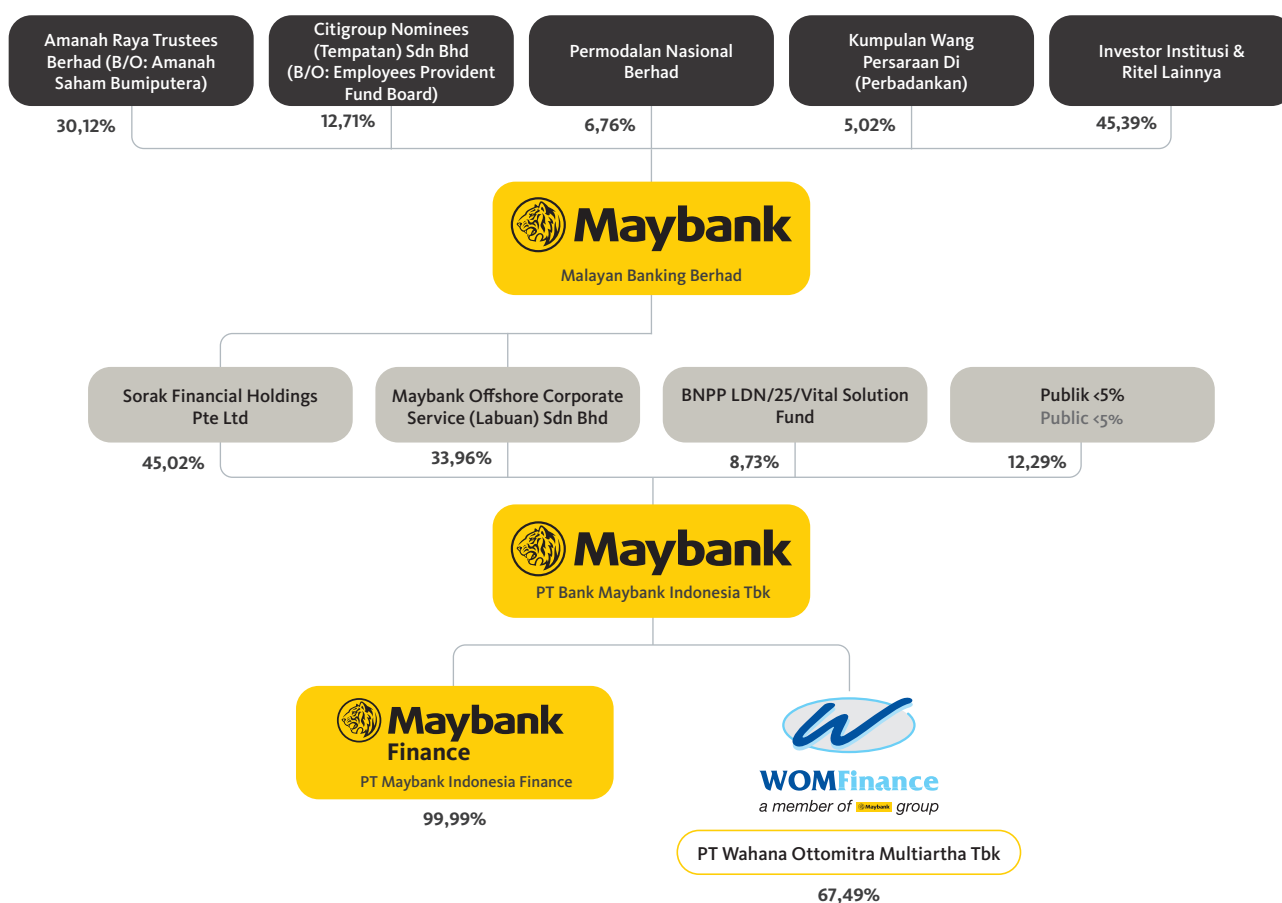 Amanah Raya Trustees
Berhad (B/O: Amanah
Saham Bumiputera)
Citigroup Nominees
(Tempatan) Sdn Bhd
(B/O: Employees Provident
Fund Board)
Permodalan Nasional
Berhad
Kumpulan Wang
Persaraan Di
(Perbadankan)
Investor Institusi &
Ritel Lainnya
30,12%
12,71%
6,76%
5,02%
45,39%
Maybank
Malayan Banking Berhad
Sorak Financial Holdings
Pte Ltd
Maybank Offshore Corporate
Service (Labuan) Sdn Bhd
BNPP LDN/25/Vital Solution
Fund
Publik <5%
Public <5%
45,02%
33,96%
8,73%
12,29%
Maybank
PT Bank Maybank Indonesia Tbk
Maybank
Finance
PT Maybank Indonesia Finance
99,99%
WOMFinance
a member of Maybank group
PT Wahana Ottomitra Multiartha Tbk
67,49%